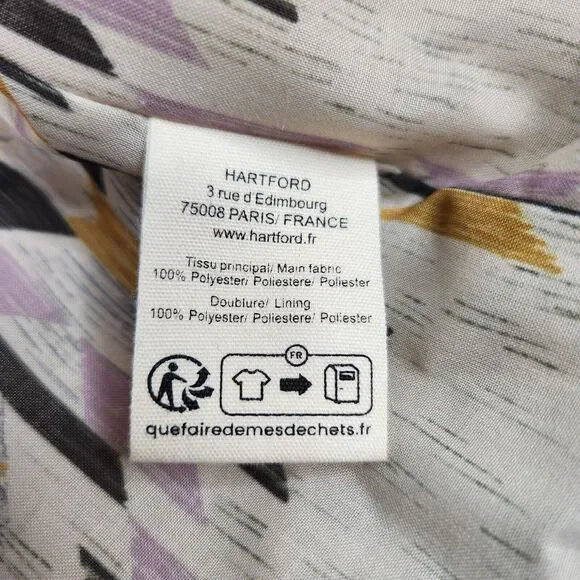 HARTFORD
3 rue d'Edimbourg
75008 PARIS/ FRANCE
www.hartford.fr
Tissu principal/ Main fabric
100% Polyester/ Poliestere/ Poliester
Doublure/ Lining
100% Polyester/ Poliestere/ Poliester
FR
quefairedemesdechets.fr